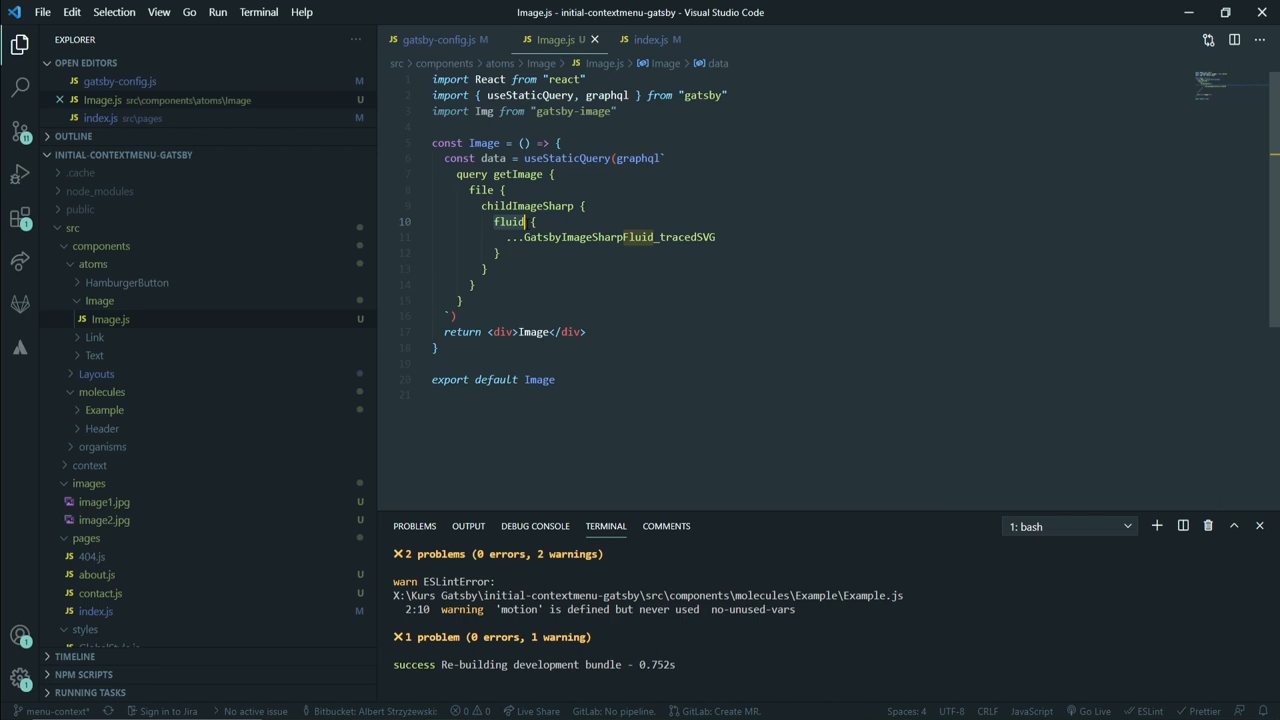 File Edit Selection View Go Run Terminal Help
Image.js - initial-contextmenu-gatsby - Visual Studio Code
EXPLORER
OPEN EDITORS
gatsby-config.js M
Image.js src\components\atoms\Image U
index.js src\pages M
OUTLINE
INITIAL-CONTEXTMENU-GATSBY
.cache
node_modules
public
src
components
atoms
HamburgerButton
Image
JS Image.js U
Link
Text
Layouts
molecules
Example
Header
organisms
context
images
image1.jpg U
image2.jpg U
pages
JS 404.js
JS about.js U
JS contact.js U
JS index.js M
styles
TIMELINE
NPM SCRIPTS
RUNNING TASKS
JS gatsby-config.js M JS Image.js U JS index.js M
src > components > atoms > Image > JS Image.js > Image > data
1 import React from "react"
2 import { useStaticQuery, graphql } from "gatsby"
3 import Img from "gatsby-image"
4
5 const Image = () => {
6 const data = useStaticQuery(graphql`
7 query getImage {
8 file {
9 childImageSharp {
10 fluid {
11 ...GatsbyImageSharpFluid_tracedSVG
12 }
13 }
14 }
15 }
16 `)
17 return <div>Image</div>
18 }
19
20 export default Image
21
PROBLEMS OUTPUT DEBUG CONSOLE TERMINAL COMMENTS 1: bash
✕ 2 problems (0 errors, 2 warnings)
warn ESLintError:
X:\Kurs Gatsby\initial-contextmenu-gatsby\src\components\molecules\Example\Example.js
2:10 warning 'motion' is defined but never used no-unused-vars
✕ 1 problem (0 errors, 1 warning)
success Re-building development bundle - 0.752s
menu-context* Sign in to Jira No active issue Bitbucket: Albert Strzyżewski: 0 0 Live Share GitLab: No pipeline. GitLab: Create MR. Spaces: 4 UTF-8 CRLF JavaScript Go Live ESLint Prettier